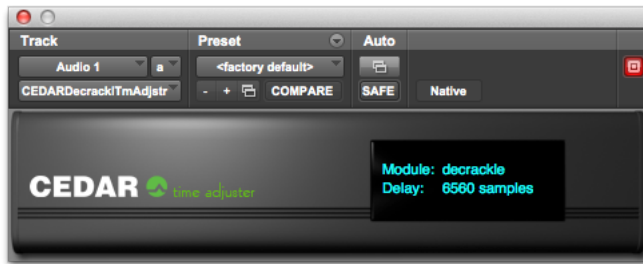 Track Preset Auto
Audio 1 a <factory default>
CEDARDecracklTmAdjstr - + COMPARE SAFE Native
CEDAR time adjuster
Module: decrackle
Delay: 6560 samples